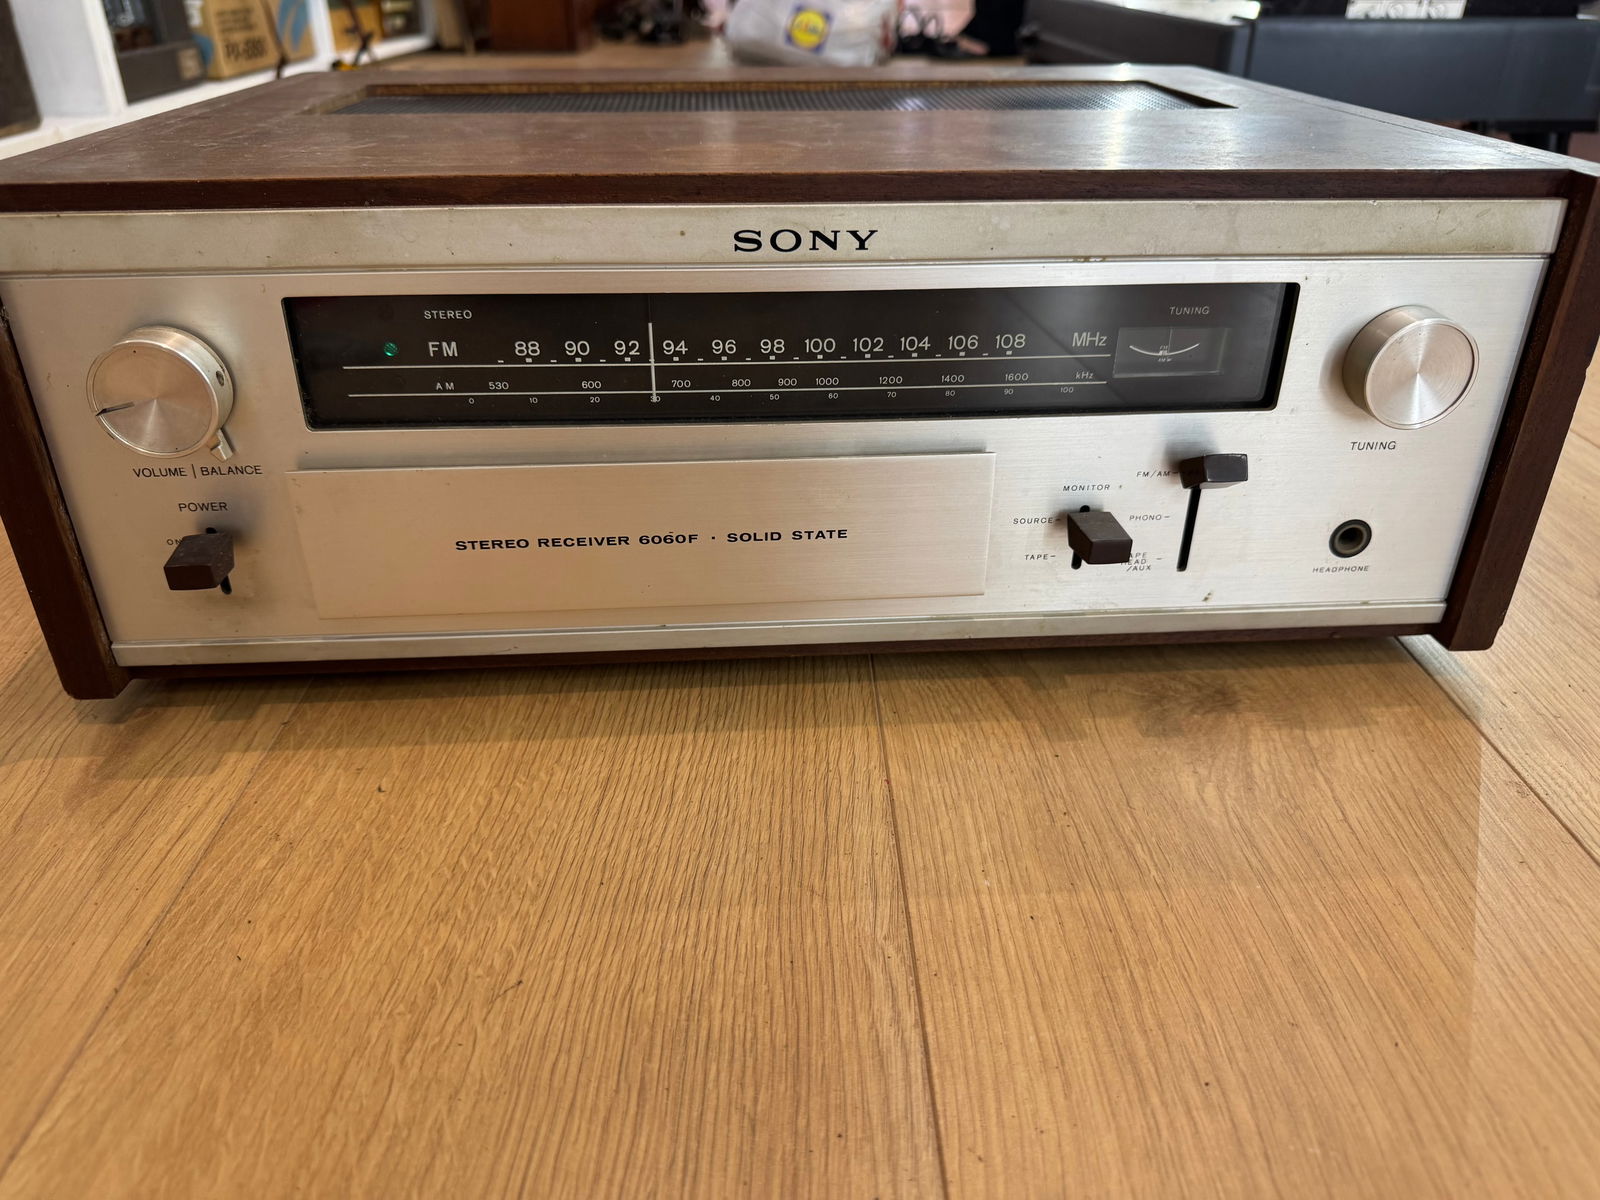 SONY
STEREO
TUNING
FM 88 90 92 94 96 98 100 102 104 106 108 MHz
AM 530 600 700 800 900 1000 1200 1400 1600 kHz
0 10 20 30 40 50 60 70 80 90 100
VOLUME | BALANCE
TUNING
POWER
ON
STEREO RECEIVER 6060F · SOLID STATE
MONITOR
FM/AM
SOURCE
PHONO
TAPE
/AUX
HEADPHONE